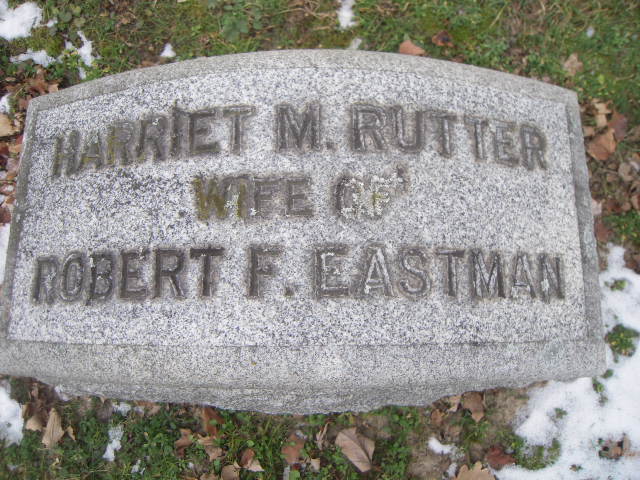 HARRIET M. RUTTER
WIFE OF
ROBERT F. EASTMAN